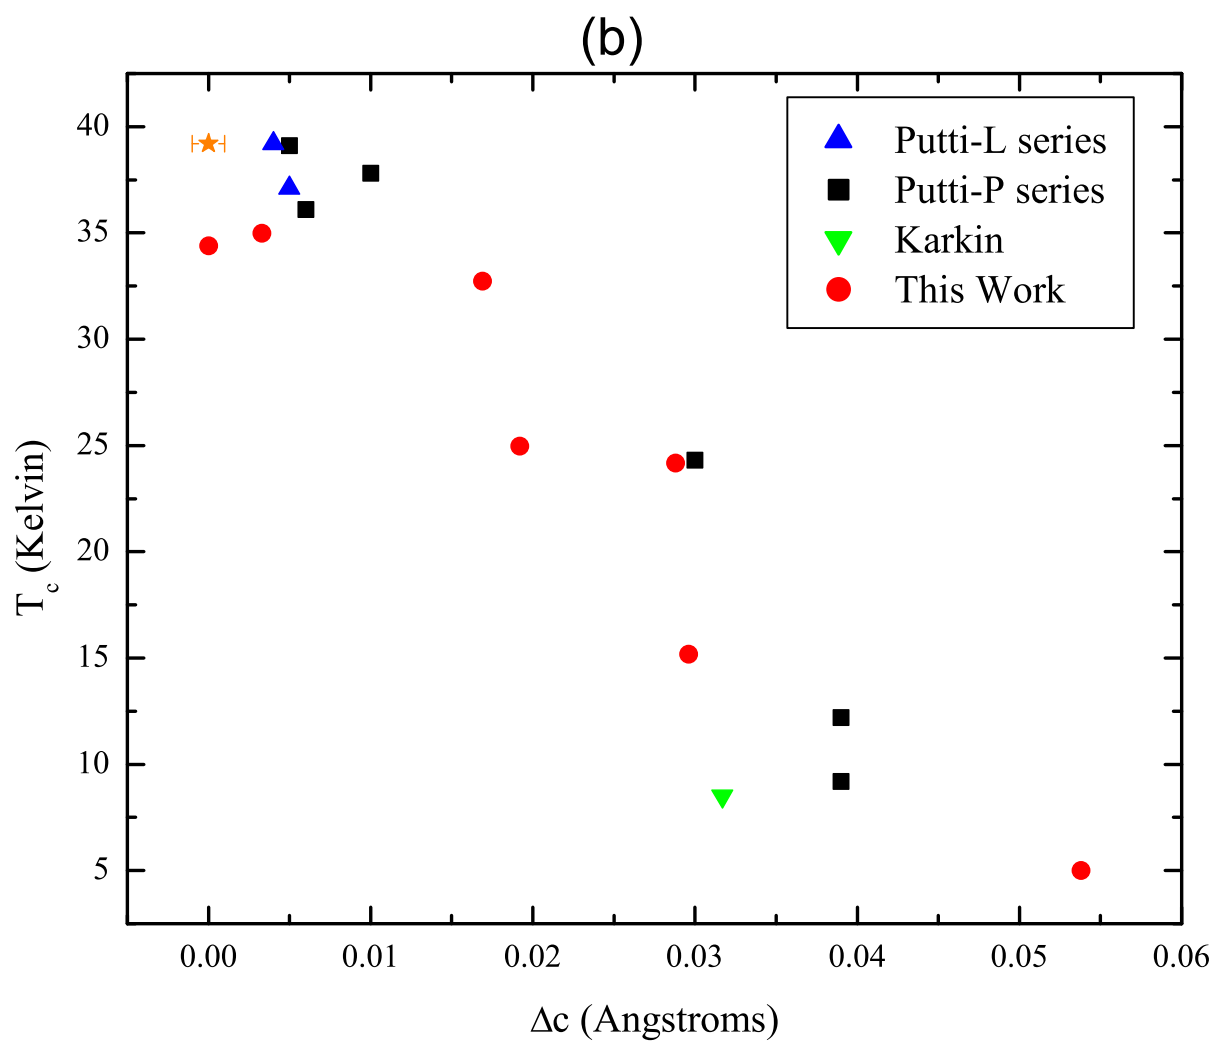 (b)
Putti-L series
Putti-P series
Karkin
This Work
40
35
30
25
20
15
10
5
T_c (Kelvin)
0.00 0.01 0.02 0.03 0.04 0.05 0.06
Δc (Angstroms)